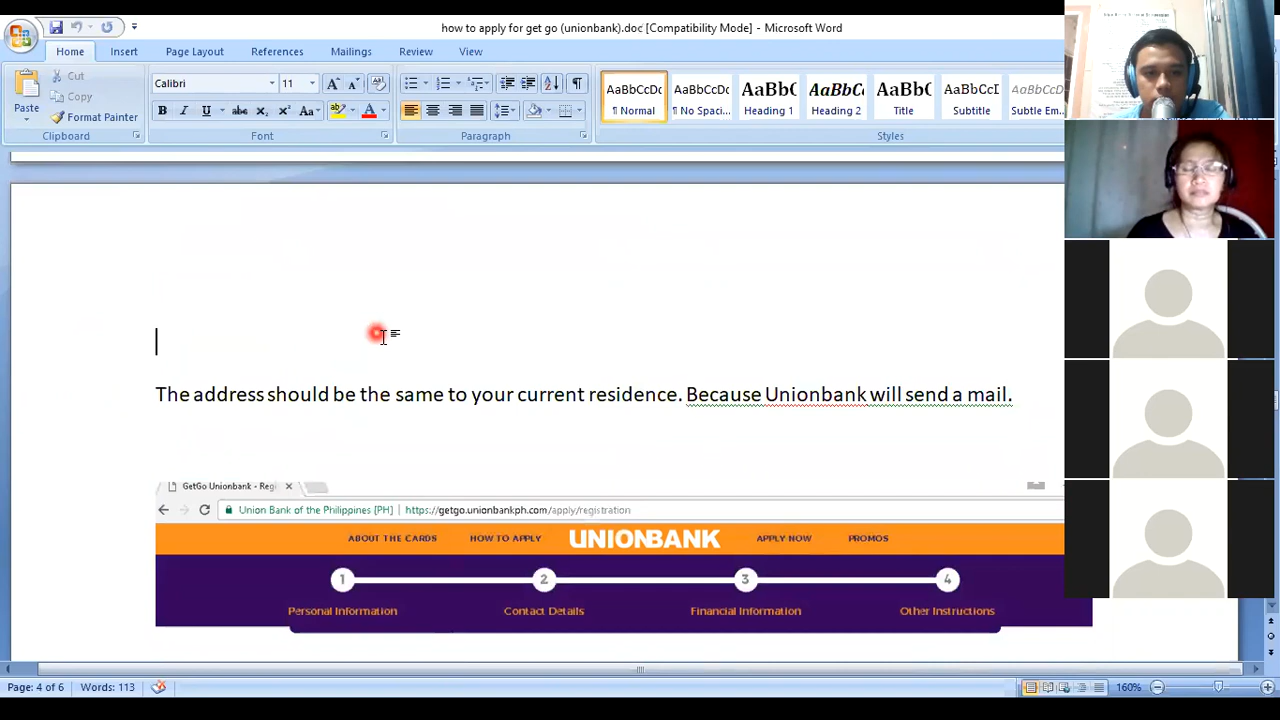 how to apply for get go (unionbank).doc [Compatibility Mode] - Microsoft Word
Home Insert Page Layout References Mailings Review View
Cut
Copy
Format Painter
Paste
Clipboard
Calibri 11
Font
Paragraph
AaBbCcDc AaBbCcDc AaBbC AaBbCc AaBbC AaBbCcI AaBbCcDc
¶ Normal Spaci... Heading 1 Heading 2 Title Subtitle Subtle Em...
Styles
The address should be the same to your current residence. Because Unionbank will send a mail.
GetGo Unionbank - Regi
Union Bank of the Philippines [PH] https://getgo.unionbankph.com/apply/registration
ABOUT THE CARDS HOW TO APPLY UNIONBANK APPLY NOW PROMOS
1 2 3 4
Personal Information Contact Details Financial Information Other Instructions
Page: 4 of 6 Words: 113 160%